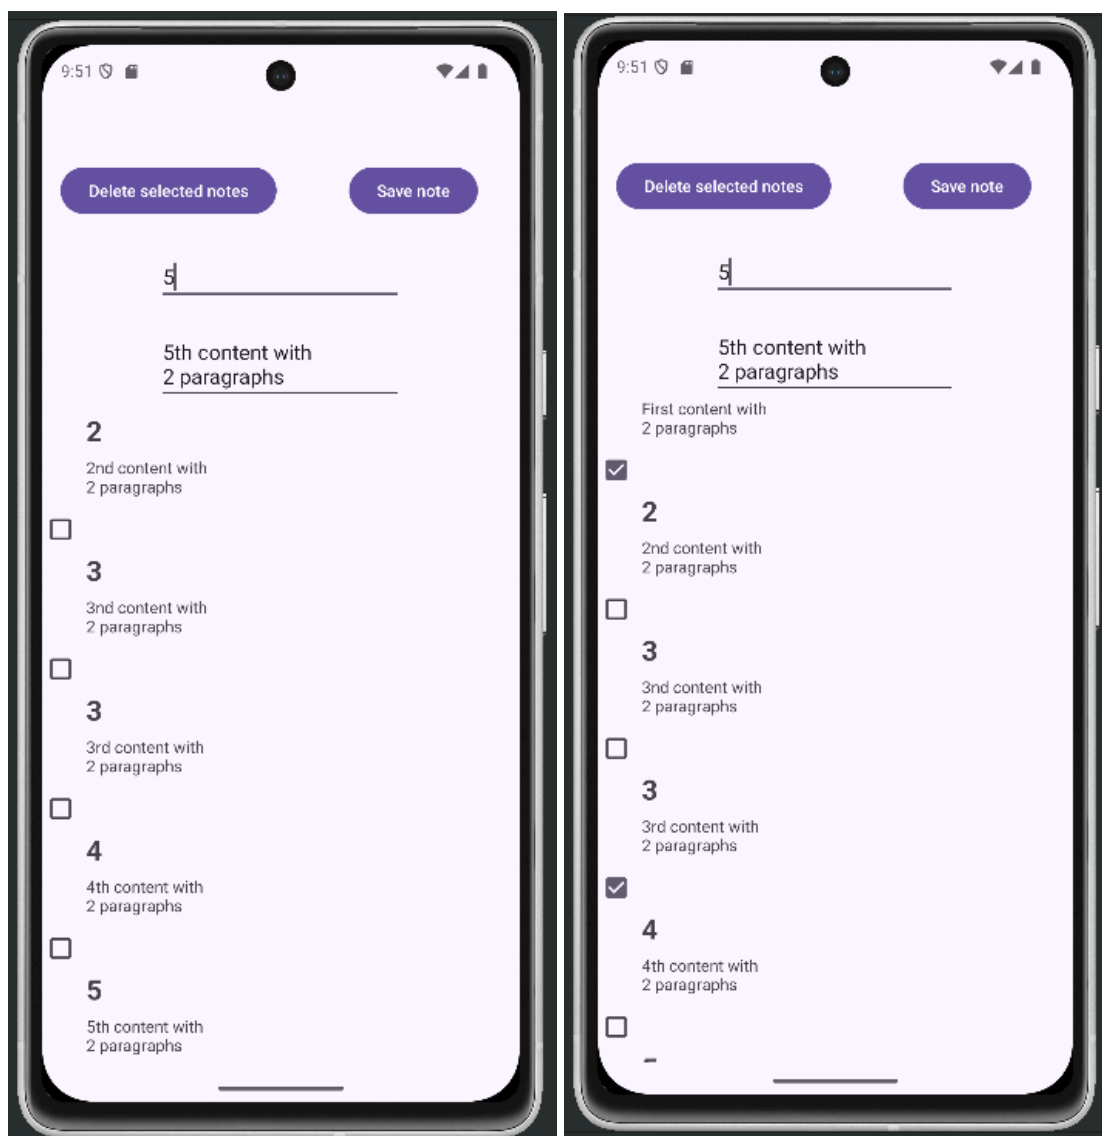 9:51
Delete selected notes
Save note
5
5th content with
2 paragraphs
2
2nd content with
2 paragraphs
3
3nd content with
2 paragraphs
3
3rd content with
2 paragraphs
4
4th content with
2 paragraphs
5
5th content with
2 paragraphs
9:51
Delete selected notes
Save note
5
5th content with
2 paragraphs
First content with
2 paragraphs
2
2nd content with
2 paragraphs
3
3nd content with
2 paragraphs
3
3rd content with
2 paragraphs
4
4th content with
2 paragraphs